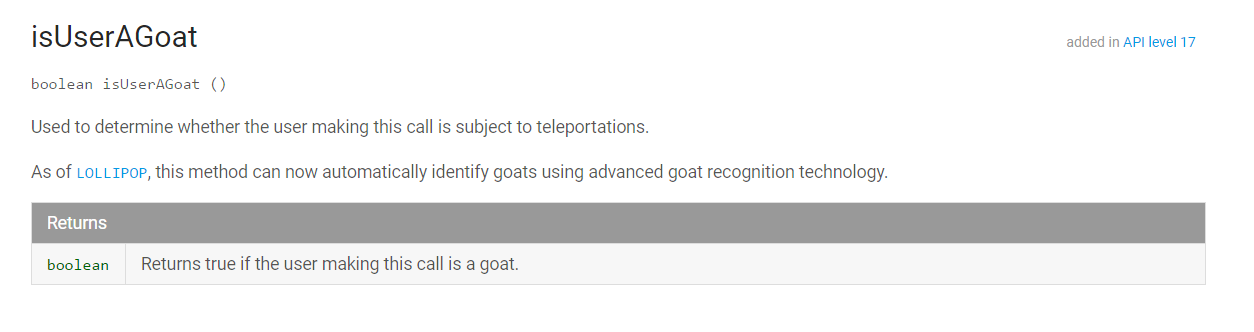 isUserAGoat
added in API level 17
boolean isUserAGoat ()
Used to determine whether the user making this call is subject to teleportations.
As of LOLLIPOP, this method can now automatically identify goats using advanced goat recognition technology.
Returns
boolean Returns true if the user making this call is a goat.